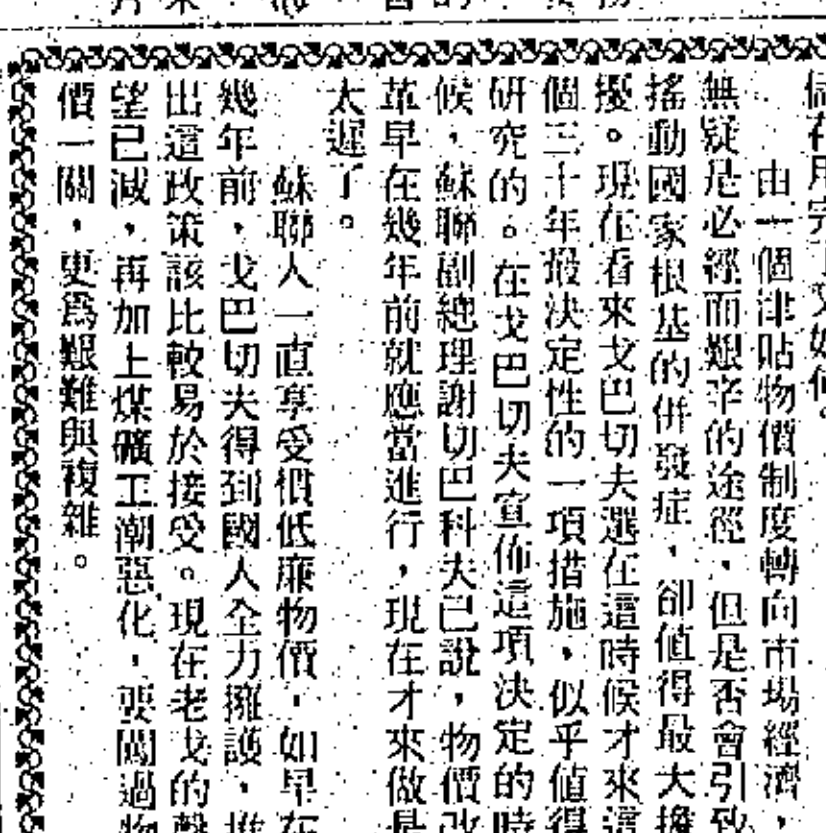 由一個津貼物價制度轉向市場經濟，
無疑是必經而艱辛的途徑，但是否會引致
搖動國家根基的併發症，卻值得最大擔
擾。現在看來戈巴切夫選在這時候才來這
個三十年最決定性的一項措施，似乎值得
研究的。在戈巴切夫宣佈這項決定的時
候，蘇聯副總理謝切巴科夫已說，物價改
革早在幾年前就應當進行，現在才來做是
太遲了。
蘇聯人一直享受慣低廉物價，如早在
幾年前，戈巴切夫得到國人全力擁護，推
出這政策該比較易於接受。現在老戈的聲
望已減，再加上煤礦工潮惡化，要闖過物
價一關，更為艱難與複雜。